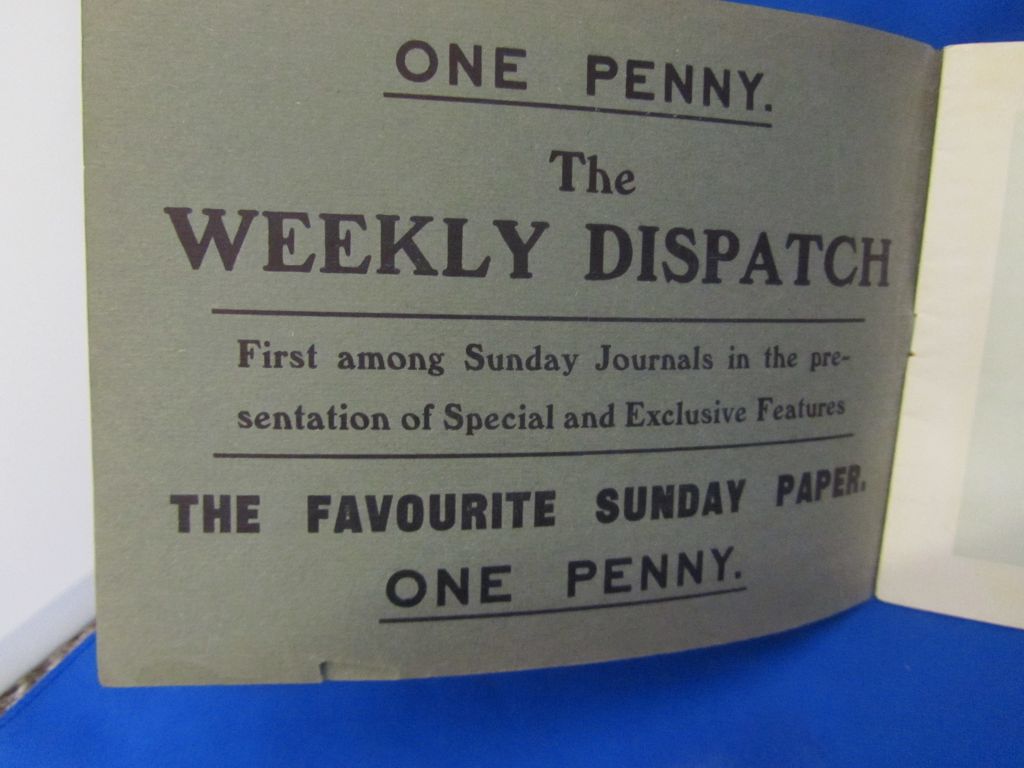 ONE PENNY.
The
WEEKLY DISPATCH
First among Sunday Journals in the pre-
sentation of Special and Exclusive Features
THE FAVOURITE SUNDAY PAPER.
ONE PENNY.